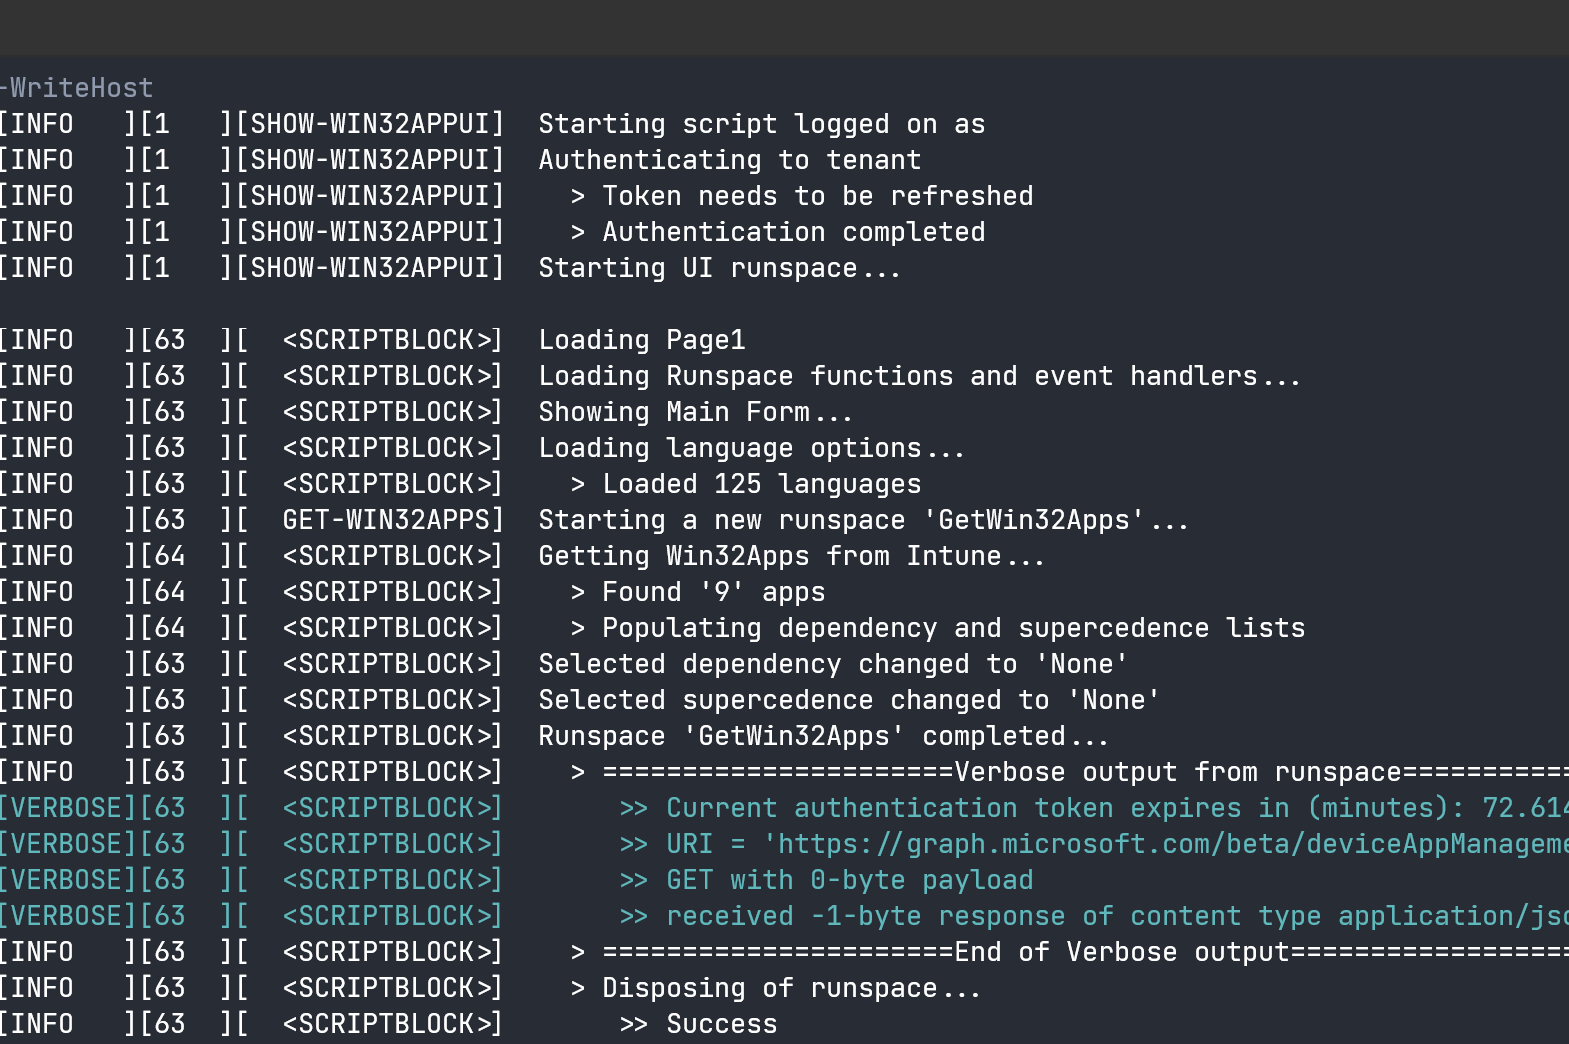 -WriteHost
[INFO   ][1   ][SHOW-WIN32APPUI]  Starting script logged on as
[INFO   ][1   ][SHOW-WIN32APPUI]  Authenticating to tenant
[INFO   ][1   ][SHOW-WIN32APPUI]    > Token needs to be refreshed
[INFO   ][1   ][SHOW-WIN32APPUI]    > Authentication completed
[INFO   ][1   ][SHOW-WIN32APPUI]  Starting UI runspace...
[INFO   ][63  ][  <SCRIPTBLOCK>]  Loading Page1
[INFO   ][63  ][  <SCRIPTBLOCK>]  Loading Runspace functions and event handlers...
[INFO   ][63  ][  <SCRIPTBLOCK>]  Showing Main Form...
[INFO   ][63  ][  <SCRIPTBLOCK>]  Loading language options...
[INFO   ][63  ][  <SCRIPTBLOCK>]    > Loaded 125 languages
[INFO   ][63  ][  GET-WIN32APPS]  Starting a new runspace 'GetWin32Apps'...
[INFO   ][64  ][  <SCRIPTBLOCK>]  Getting Win32Apps from Intune...
[INFO   ][64  ][  <SCRIPTBLOCK>]    > Found '9' apps
[INFO   ][64  ][  <SCRIPTBLOCK>]    > Populating dependency and supercedence lists
[INFO   ][63  ][  <SCRIPTBLOCK>]  Selected dependency changed to 'None'
[INFO   ][63  ][  <SCRIPTBLOCK>]  Selected supercedence changed to 'None'
[INFO   ][63  ][  <SCRIPTBLOCK>]  Runspace 'GetWin32Apps' completed...
[INFO   ][63  ][  <SCRIPTBLOCK>]    > ======================Verbose output from runspace===========
[VERBOSE][63  ][  <SCRIPTBLOCK>]       >> Current authentication token expires in (minutes): 72.614
[VERBOSE][63  ][  <SCRIPTBLOCK>]       >> URI = 'https://graph.microsoft.com/beta/deviceAppManageme
[VERBOSE][63  ][  <SCRIPTBLOCK>]       >> GET with 0-byte payload
[VERBOSE][63  ][  <SCRIPTBLOCK>]       >> received -1-byte response of content type application/jso
[INFO   ][63  ][  <SCRIPTBLOCK>]    > ======================End of Verbose output==================
[INFO   ][63  ][  <SCRIPTBLOCK>]    > Disposing of runspace...
[INFO   ][63  ][  <SCRIPTBLOCK>]       >> Success